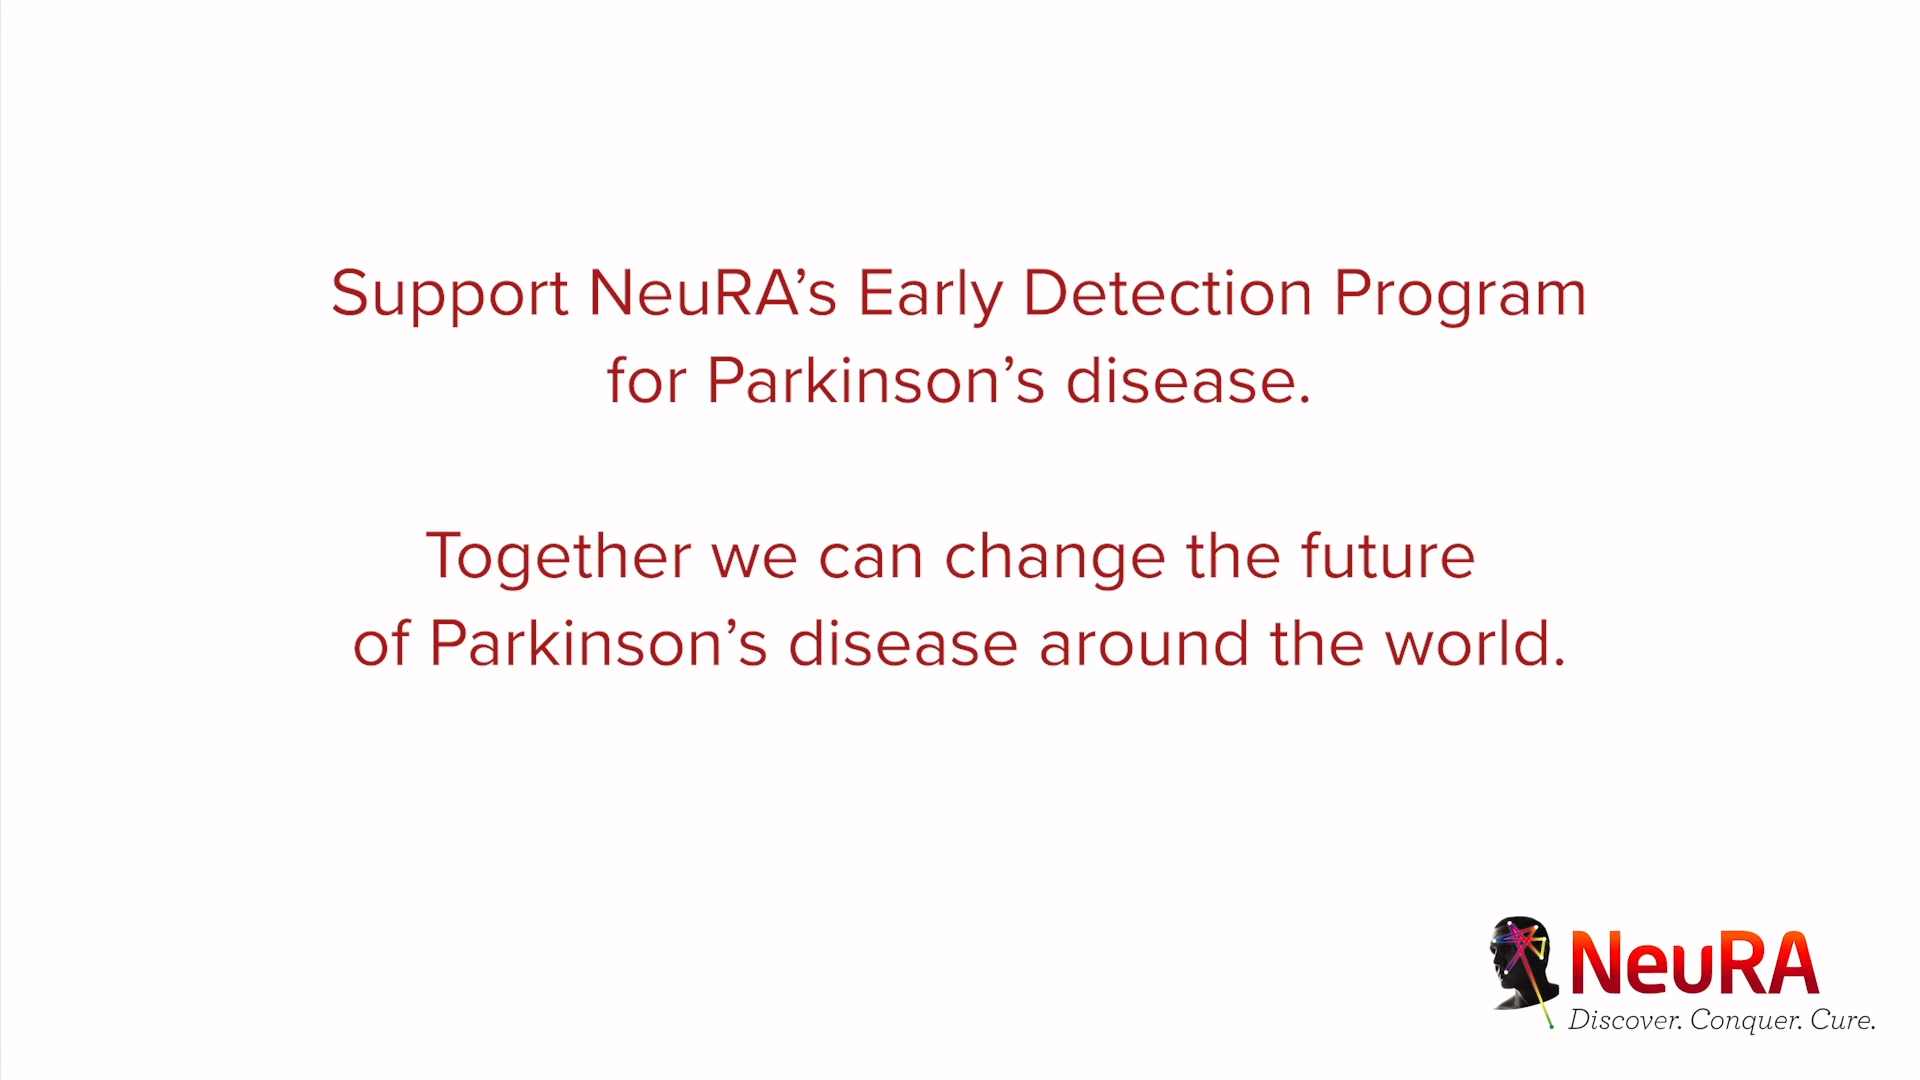 Support NeuRA’s Early Detection Program
for Parkinson’s disease.
Together we can change the future
of Parkinson’s disease around the world.
NeuRA
Discover. Conquer. Cure.